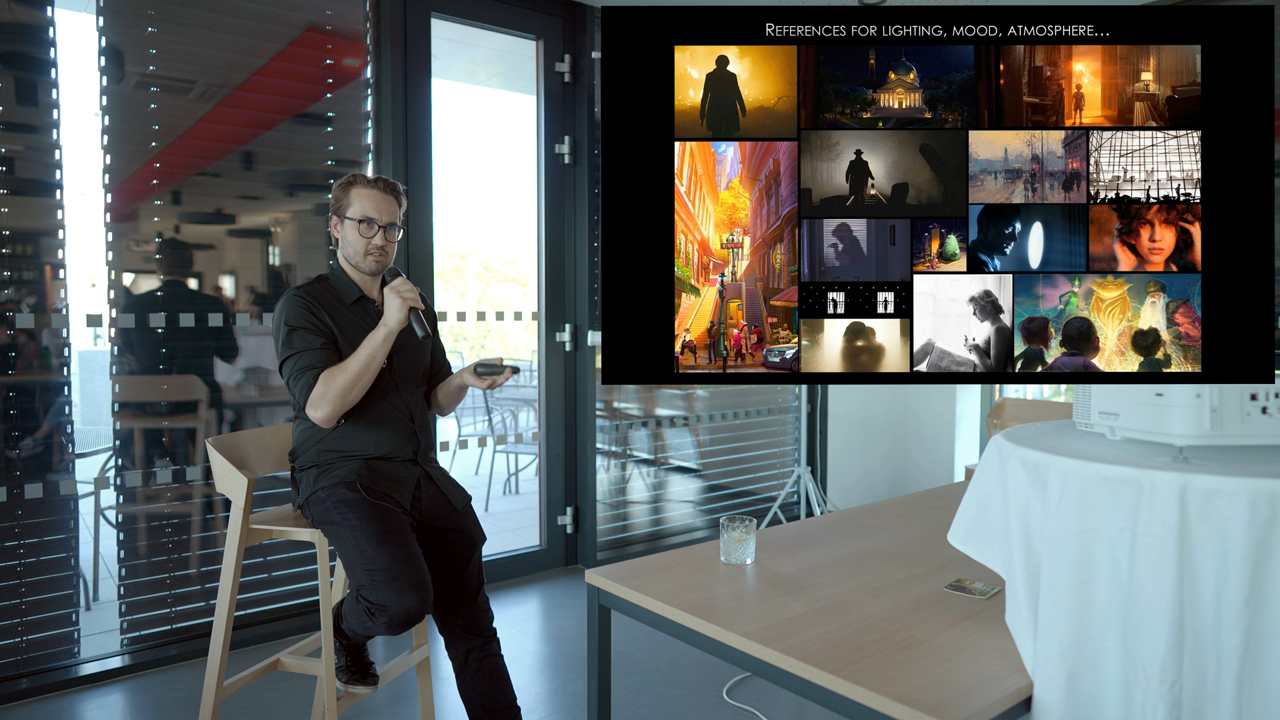 References for lighting, mood, atmosphere…